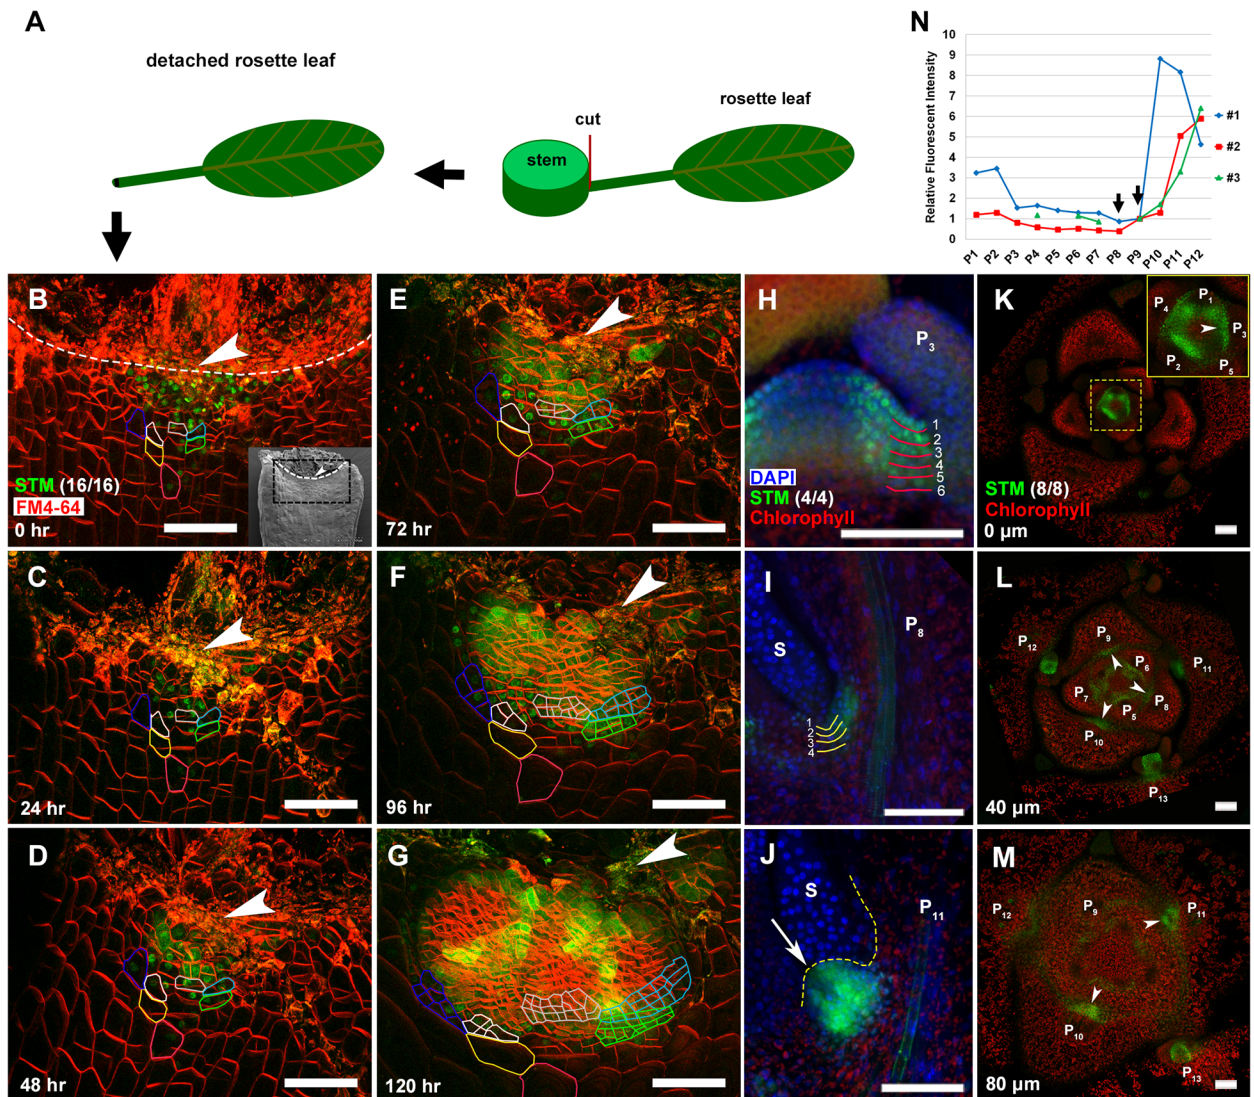 A
detached rosette leaf
rosette leaf
cut
stem
N
Relative Fluorescent Intensity
10
9
8
7
6
5
4
3
2
1
0
P1 P2 P3 P4 P5 P6 P7 P8 P9 P10 P11 P12
#1
#2
#3
B
STM (16/16)
FM4-64
0 hr
E
72 hr
H
P3
1
2
3
4
5
6
DAPI
STM (4/4)
Chlorophyll
K
P4 P1
P3
P2 P5
STM (8/8)
Chlorophyll
0 µm
C
24 hr
F
96 hr
I
S
P8
1
2
3
4
L
P12 P9 P6 P11
P7 P5 P8
P10
P13
40 µm
D
48 hr
G
120 hr
J
S
P11
M
P12 P9 P11
P10
P13
80 µm